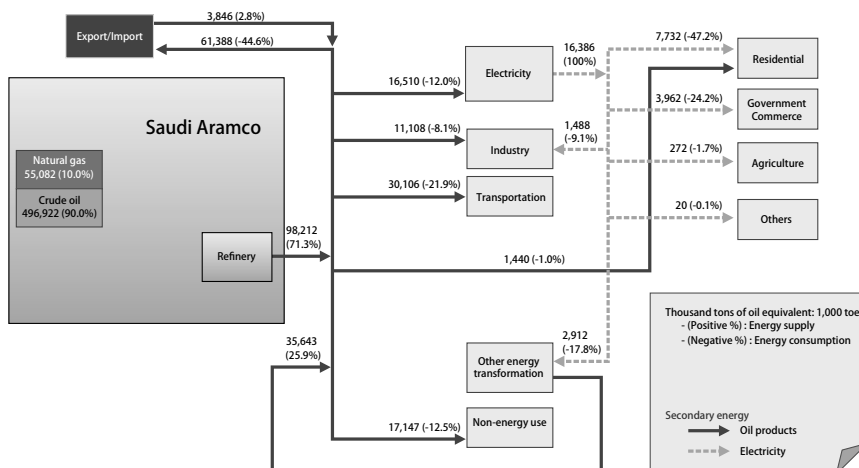 3,846 (2.8%)
Export/Import
61,388 (-44.6%)
Saudi Aramco
Natural gas
55,082 (10.0%)
Crude oil
496,922 (90.0%)
Refinery
98,212
(71.3%)
35,643
(25.9%)
16,510 (-12.0%)
Electricity
16,386
(100%)
11,108 (-8.1%)
Industry
1,488
(-9.1%)
30,106 (-21.9%)
Transportation
1,440 (-1.0%)
2,912
(-17.8%)
Other energy
transformation
17,147 (-12.5%)
Non-energy use
7,732 (-47.2%)
Residential
3,962 (-24.2%)
Government
Commerce
272 (-1.7%)
Agriculture
20 (-0.1%)
Others
Thousand tons of oil equivalent: 1,000 toe
- (Positive %) : Energy supply
- (Negative %) : Energy consumption
Secondary energy
Oil products
Electricity